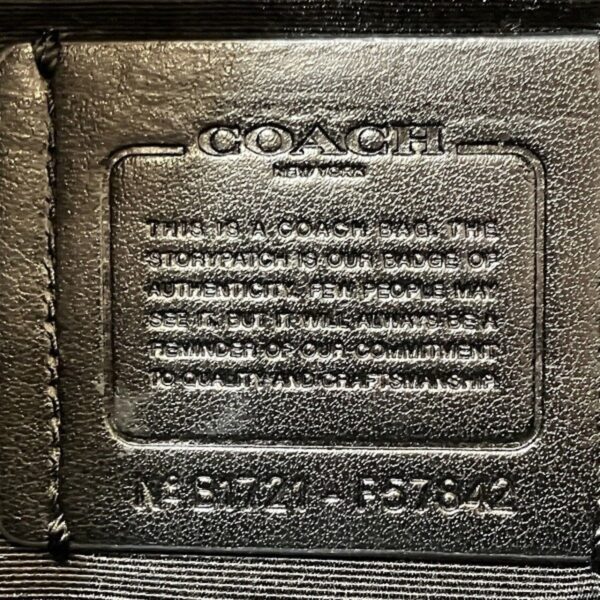 COACH
NEW YORK
THIS IS A COACH BAG. THE
STORYPATCH IS OUR BADGE OF
AUTHENTICITY. FEW PEOPLE MAY
SEE IT, BUT IT WILL ALWAYS BE A
REMINDER OF OUR COMMITMENT
TO QUALITY AND CRAFTSMANSHIP.
Nº S1721 - F57842